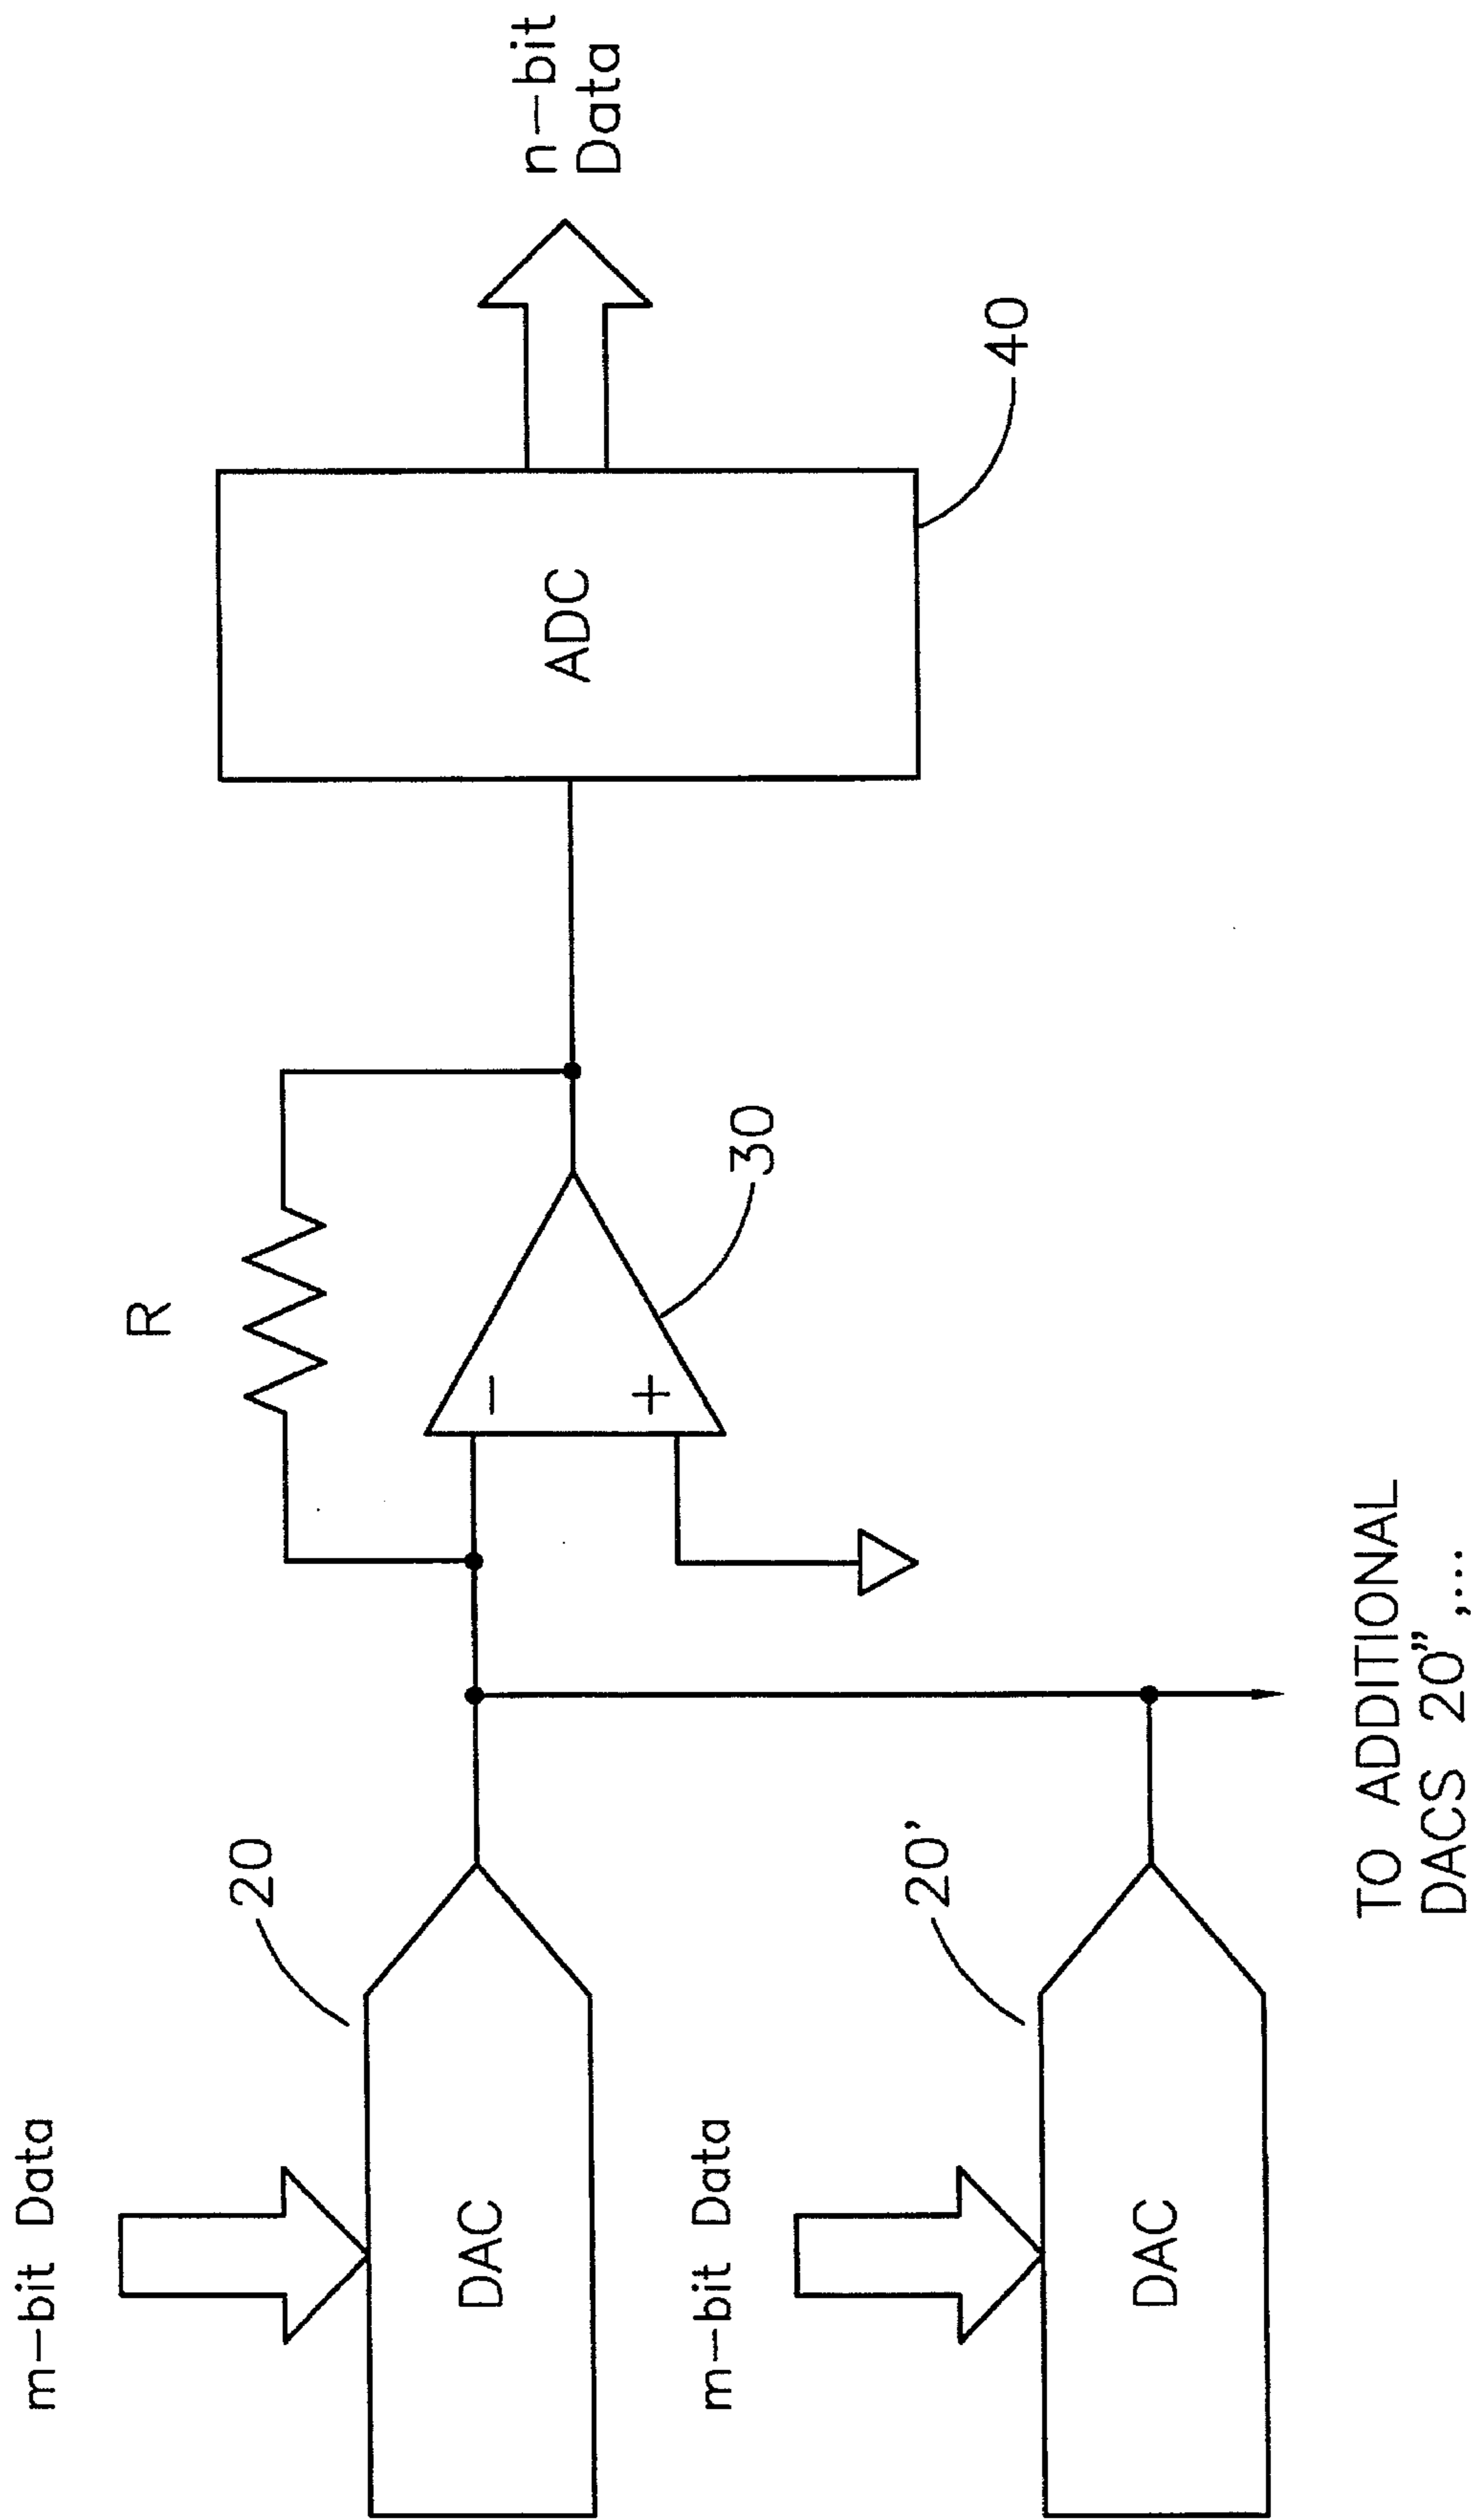 m-bit Data
20
DAC
R
-
+
30
ADC
40
n-bit
Data
m-bit Data
20'
DAC
TO ADDITIONAL
DACS 20",...